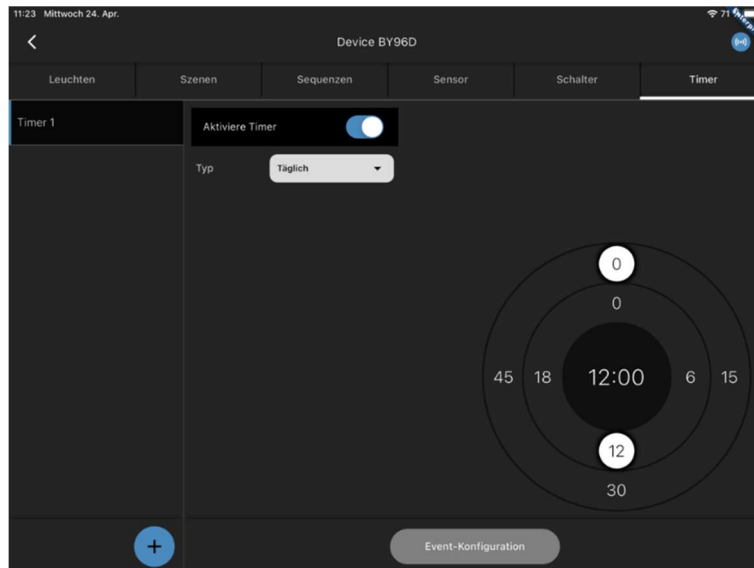 11:23 Mittwoch 24. Apr.
71
Device BY96D
Leuchten Szenen Sequenzen Sensor Schalter Timer
Timer 1
Aktiviere Timer
Typ Täglich
0
0
45 18 12:00 6 15
12
30
+ Event-Konfiguration